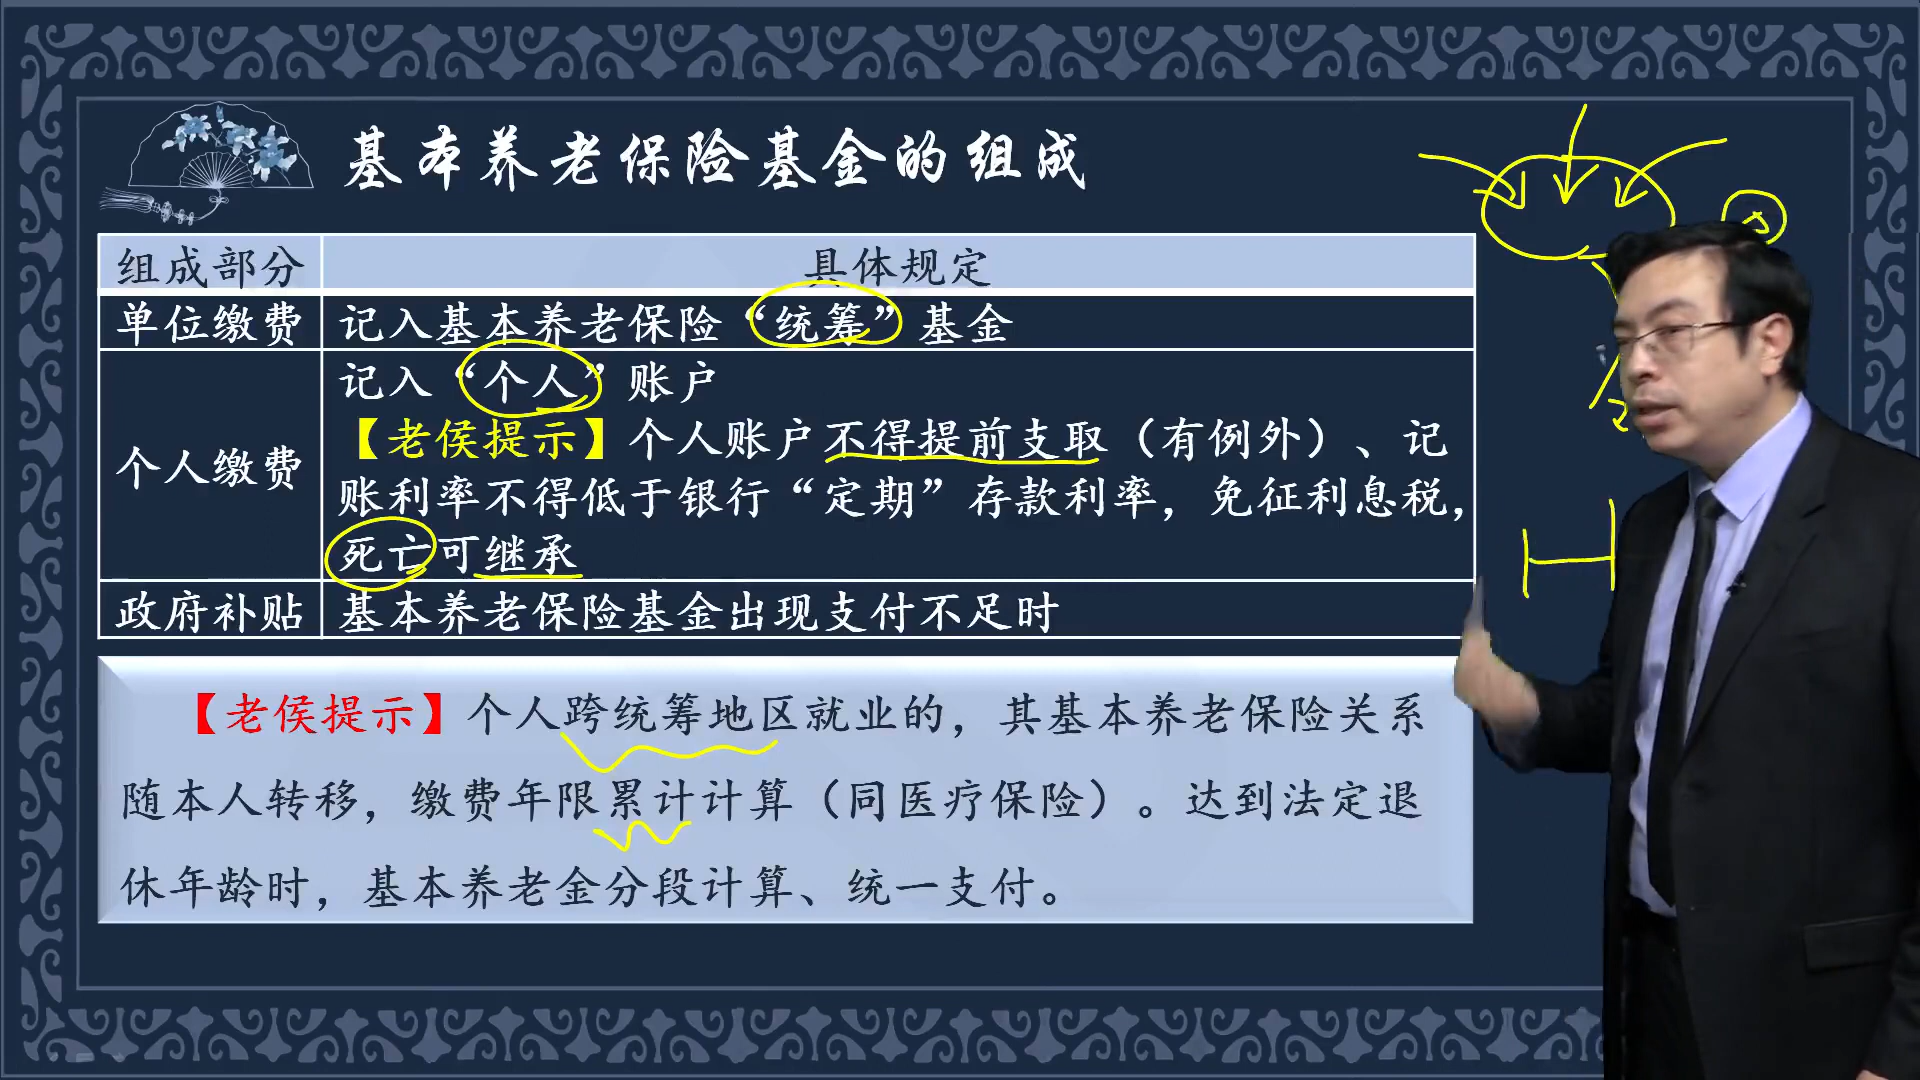 基本养老保险基金的组成
组成部分 具体规定
单位缴费 记入基本养老保险“统筹”基金
个人缴费 记入“个人”账户
【老侯提示】个人账户不得提前支取（有例外）、记
账利率不得低于银行“定期”存款利率，免征利息税，
死亡可继承
政府补贴 基本养老保险基金出现支付不足时
【老侯提示】个人跨统筹地区就业的，其基本养老保险关系
随本人转移，缴费年限累计计算（同医疗保险）。达到法定退
休年龄时，基本养老金分段计算、统一支付。